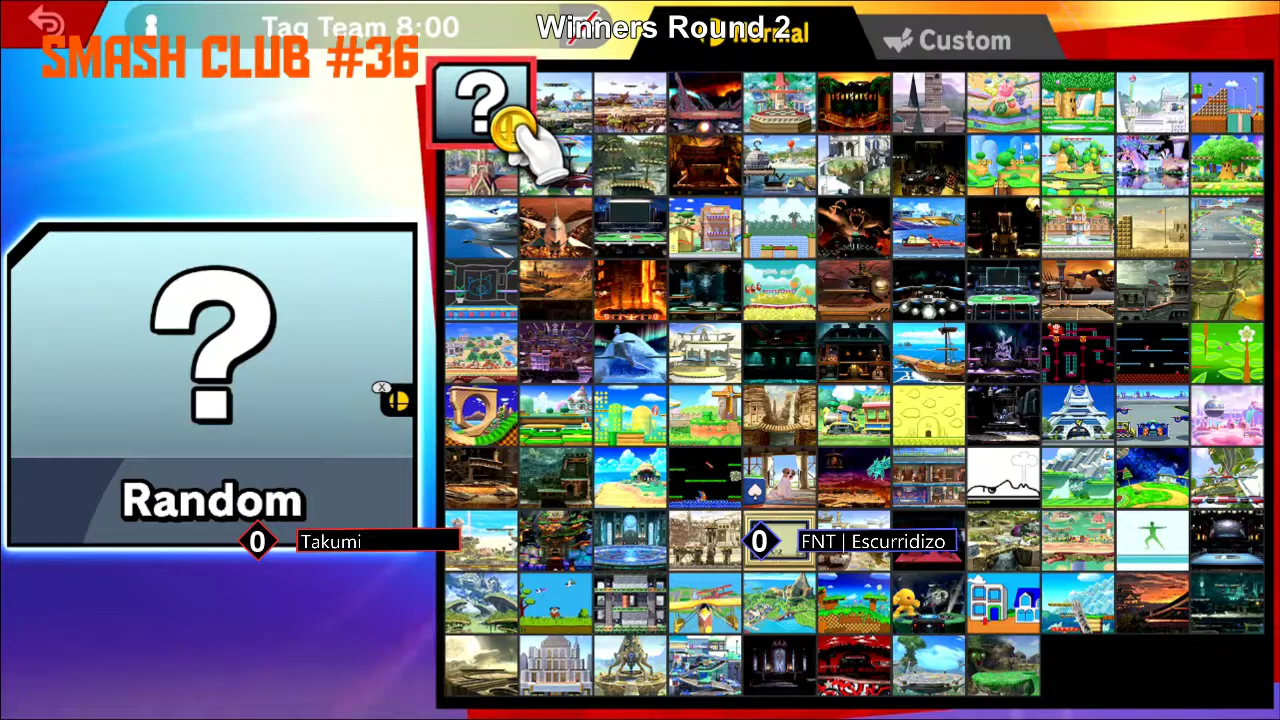 Tag Team 8:00
Winners Round 2
Normal
Custom
SMASH CLUB #36
?
?
X
Random
0
Takumi
0
FNT | Escurridizo